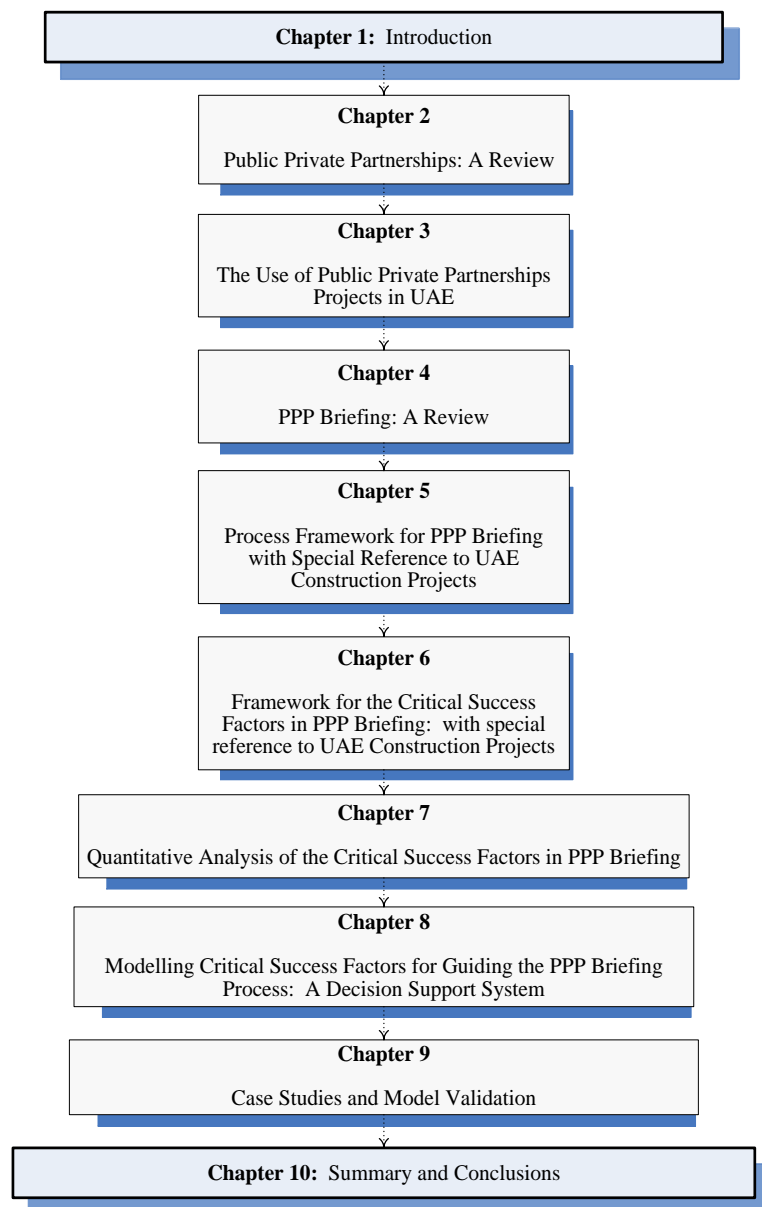 Chapter 1: Introduction
Chapter 2
Public Private Partnerships: A Review
Chapter 3
The Use of Public Private Partnerships
Projects in UAE
Chapter 4
PPP Briefing: A Review
Chapter 5
Process Framework for PPP Briefing
with Special Reference to UAE
Construction Projects
Chapter 6
Framework for the Critical Success
Factors in PPP Briefing: with special
reference to UAE Construction Projects
Chapter 7
Quantitative Analysis of the Critical Success Factors in PPP Briefing
Chapter 8
Modelling Critical Success Factors for Guiding the PPP Briefing
Process: A Decision Support System
Chapter 9
Case Studies and Model Validation
Chapter 10: Summary and Conclusions